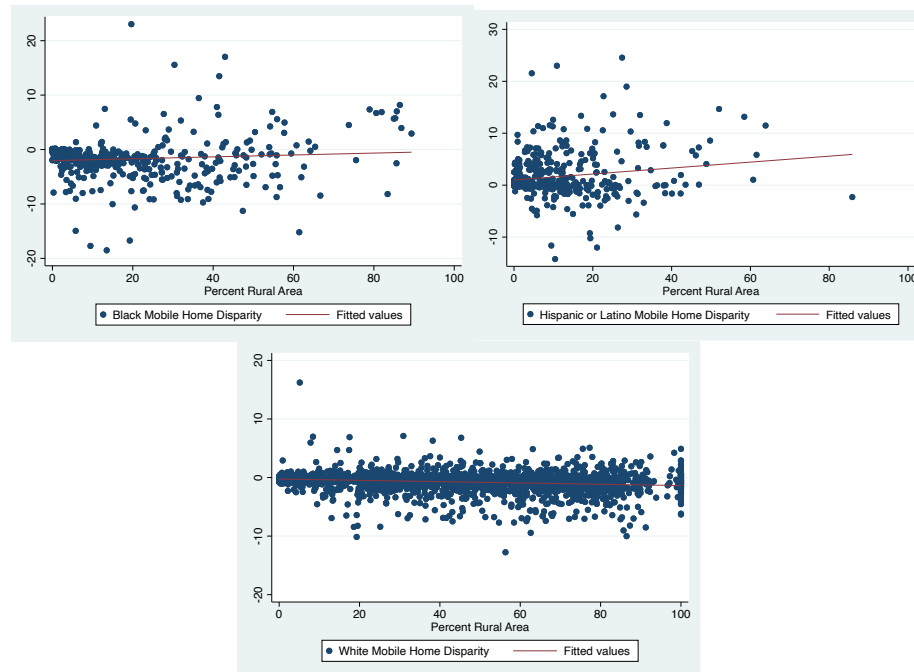 20
10
0
-10
-20
0 20 40 60 80 100
Percent Rural Area
Black Mobile Home Disparity Fitted values
30
20
10
0
-10
0 20 40 60 80 100
Percent Rural Area
Hispanic or Latino Mobile Home Disparity Fitted values
20
10
0
-10
-20
0 20 40 60 80 100
Percent Rural Area
White Mobile Home Disparity Fitted values